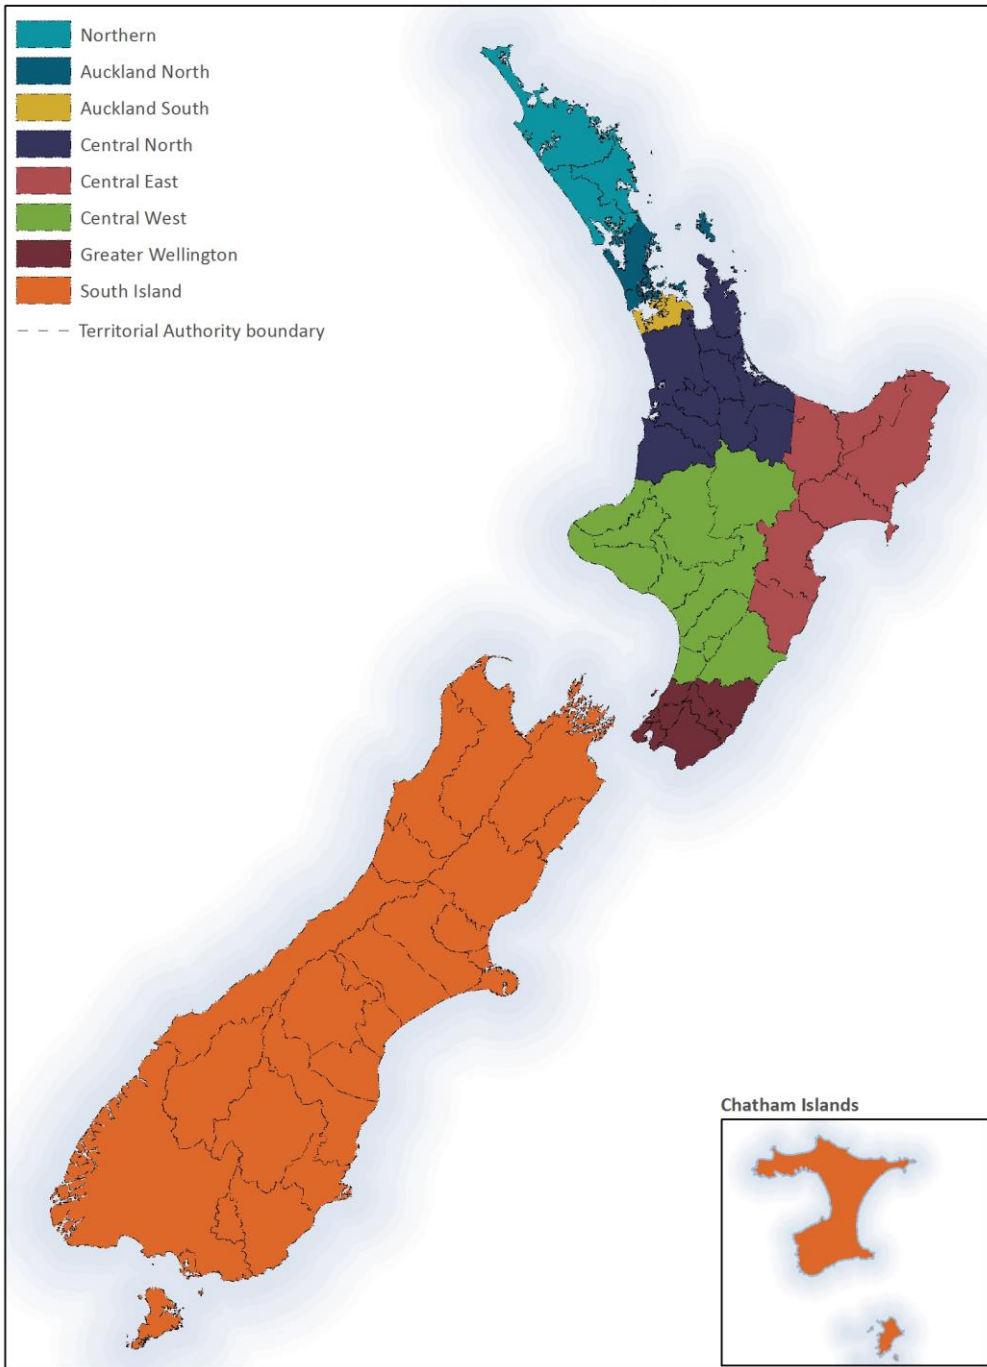 Northern
Auckland North
Auckland South
Central North
Central East
Central West
Greater Wellington
South Island
Territorial Authority boundary
Chatham Islands